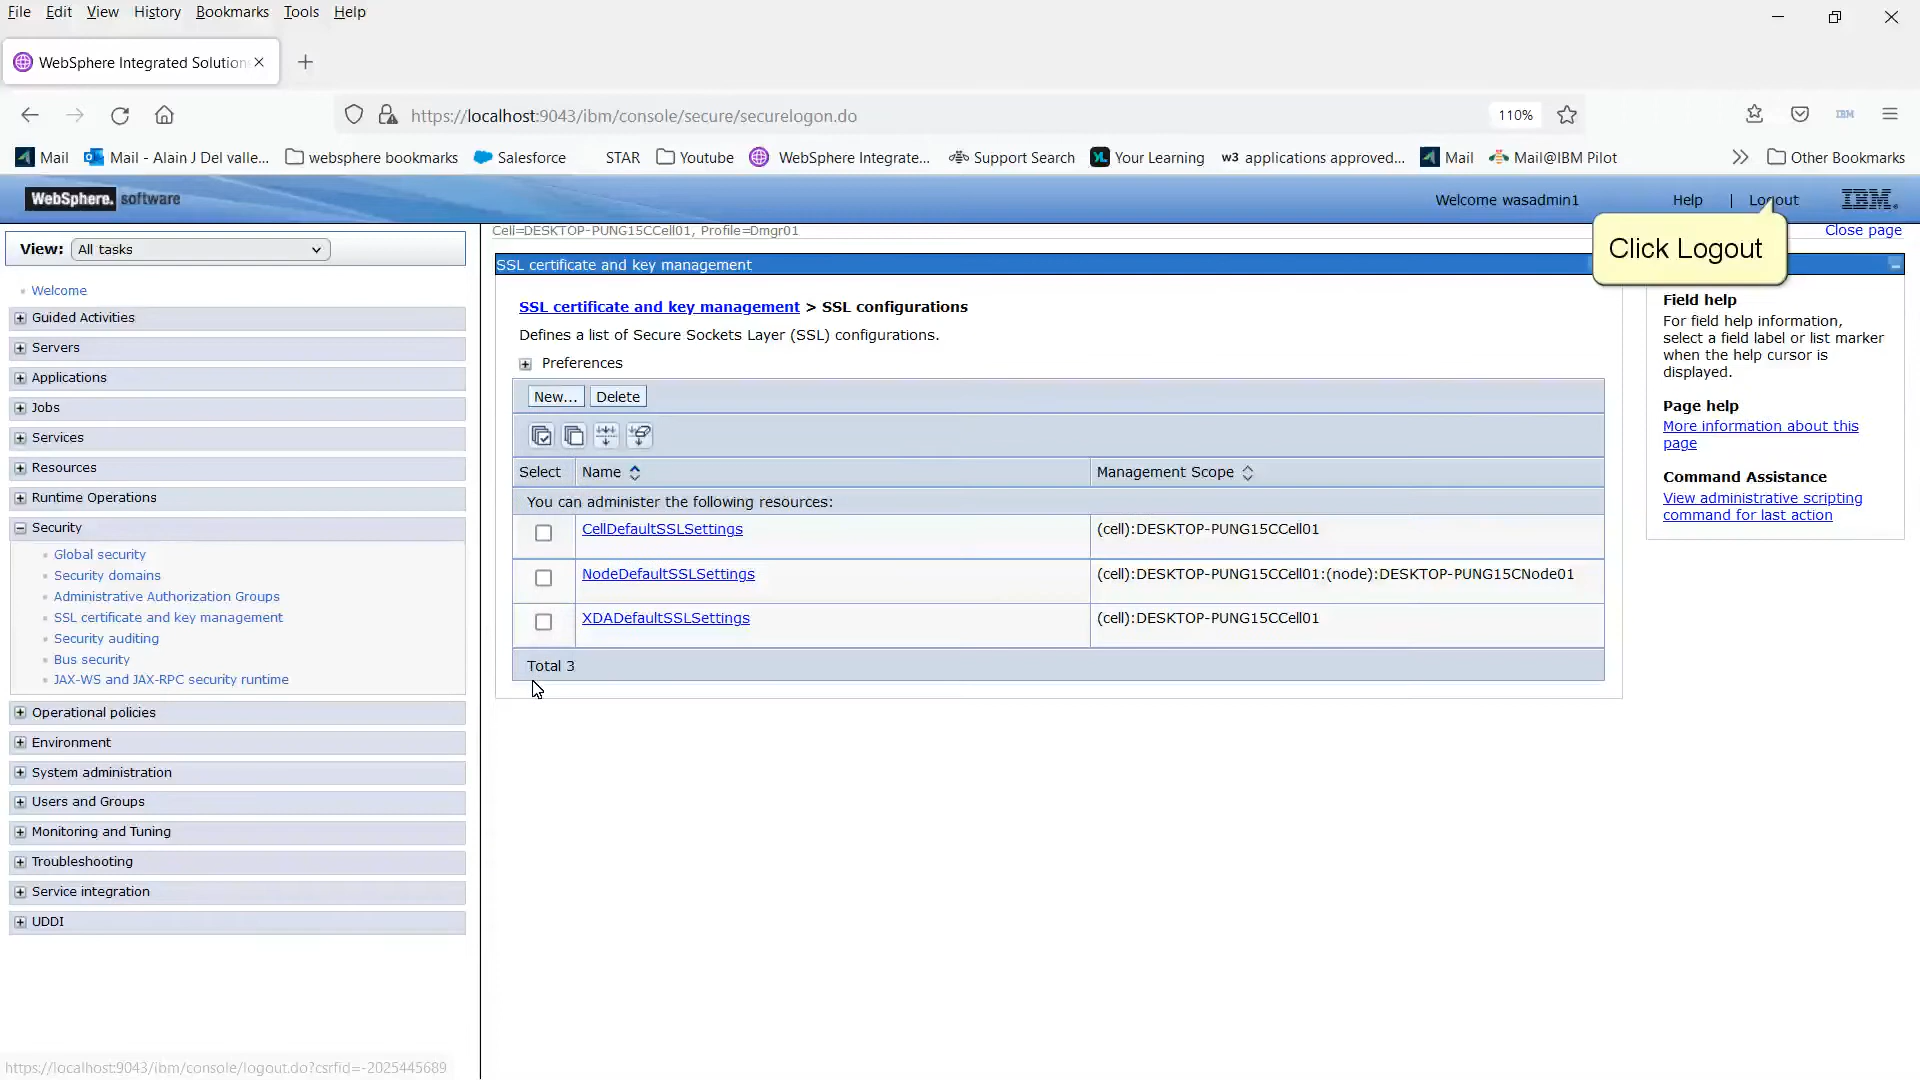 File Edit View History Bookmarks Tools Help
WebSphere Integrated Solution
https://localhost:9043/ibm/console/secure/securelogon.do
110%
IBM
Mail
Mail - Alain J Del valle...
websphere bookmarks
Salesforce
STAR
Youtube
WebSphere Integrate...
Support Search
Your Learning
w3 applications approved...
Mail
Mail@IBM Pilot
Other Bookmarks
WebSphere. software
Welcome wasadmin1
Help | Logout
IBM.
Click Logout
View: All tasks
Cell=DESKTOP-PUNG15CCell01, Profile=Dmgr01
Close page
Welcome
Guided Activities
Servers
Applications
Jobs
Services
Resources
Runtime Operations
Security
Global security
Security domains
Administrative Authorization Groups
SSL certificate and key management
Security auditing
Bus security
JAX-WS and JAX-RPC security runtime
Operational policies
Environment
System administration
Users and Groups
Monitoring and Tuning
Troubleshooting
Service integration
UDDI
SSL certificate and key management
SSL certificate and key management > SSL configurations
Defines a list of Secure Sockets Layer (SSL) configurations.
Preferences
New... Delete
Select Name Management Scope
You can administer the following resources:
CellDefaultSSLSettings (cell):DESKTOP-PUNG15CCell01
NodeDefaultSSLSettings (cell):DESKTOP-PUNG15CCell01:(node):DESKTOP-PUNG15CNode01
XDADefaultSSLSettings (cell):DESKTOP-PUNG15CCell01
Total 3
Field help
For field help information,
select a field label or list marker
when the help cursor is
displayed.
Page help
More information about this
page
Command Assistance
View administrative scripting
command for last action
https://localhost:9043/ibm/console/logout.do?csrfid=-2025445689